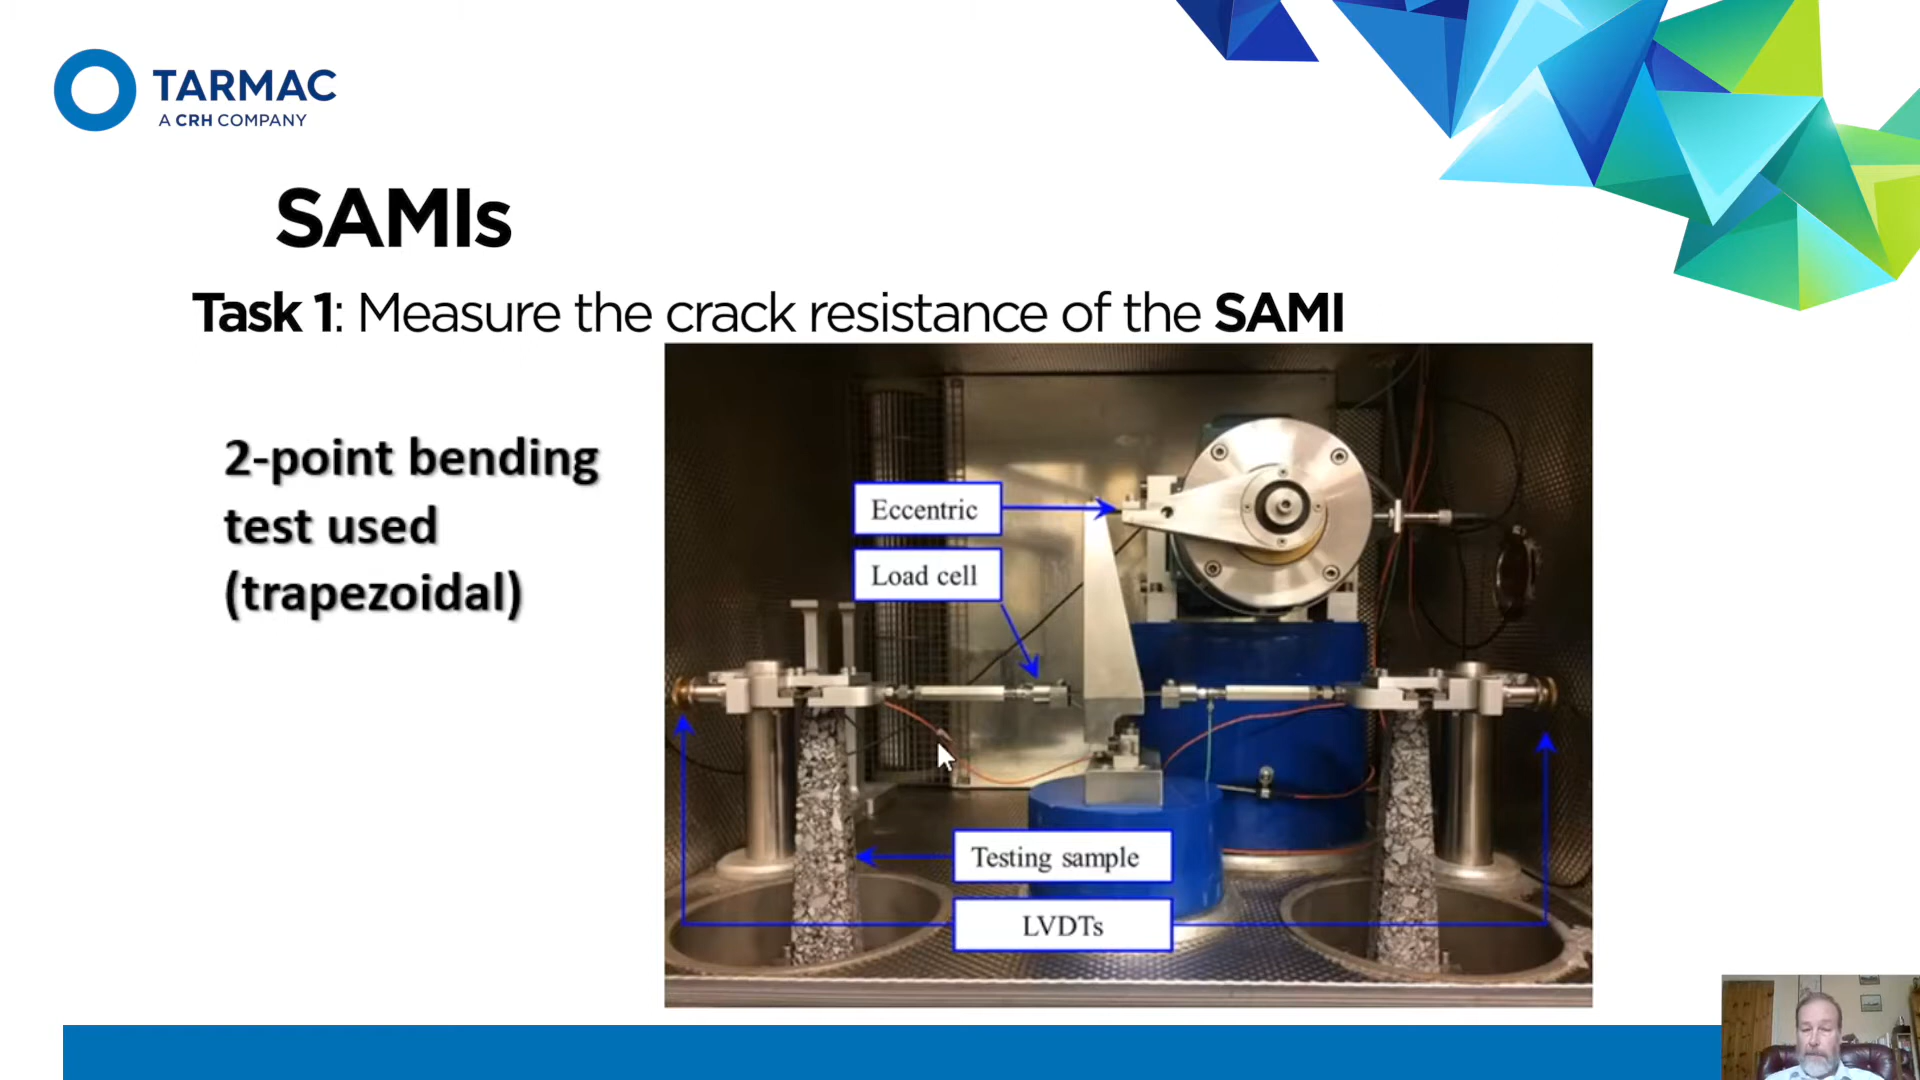 TARMAC
A CRH COMPANY
SAMIs
Task 1: Measure the crack resistance of the SAMI
2-point bending
test used
(trapezoidal)
Eccentric
Load cell
Testing sample
LVDTs